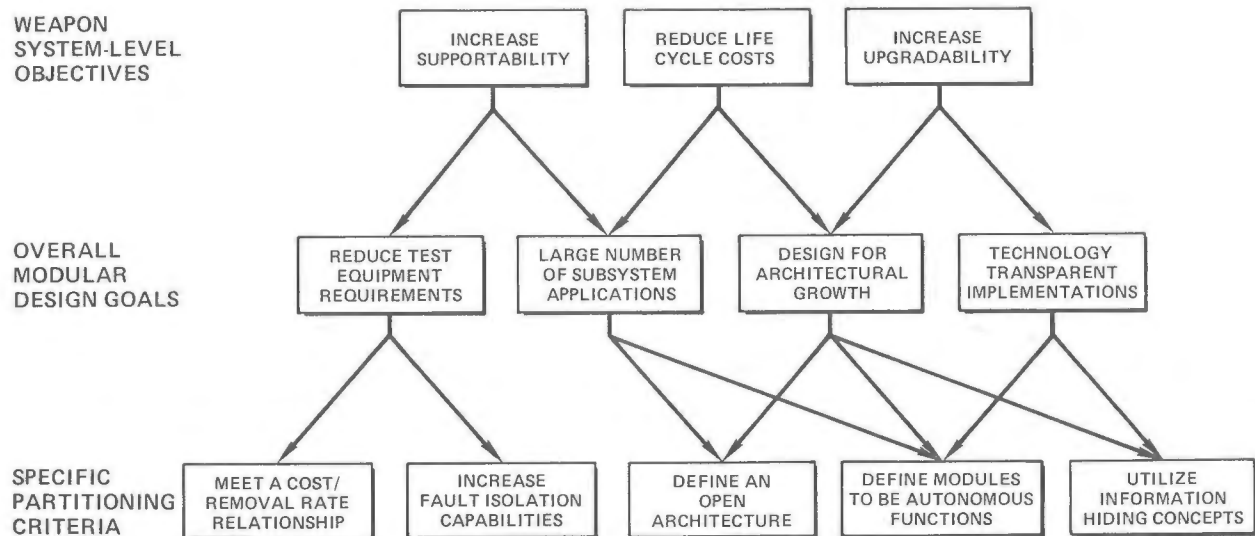 WEAPON
SYSTEM-LEVEL
OBJECTIVES
INCREASE
SUPPORTABILITY
REDUCE LIFE
CYCLE COSTS
INCREASE
UPGRADABILITY
OVERALL
MODULAR
DESIGN GOALS
REDUCE TEST
EQUIPMENT
REQUIREMENTS
LARGE NUMBER
OF SUBSYSTEM
APPLICATIONS
DESIGN FOR
ARCHITECTURAL
GROWTH
TECHNOLOGY
TRANSPARENT
IMPLEMENTATIONS
SPECIFIC
PARTITIONING
CRITERIA
MEET A COST/
REMOVAL RATE
RELATIONSHIP
INCREASE
FAULT ISOLATION
CAPABILITIES
DEFINE AN
OPEN
ARCHITECTURE
DEFINE MODULES
TO BE AUTONOMOUS
FUNCTIONS
UTILIZE
INFORMATION
HIDING CONCEPTS